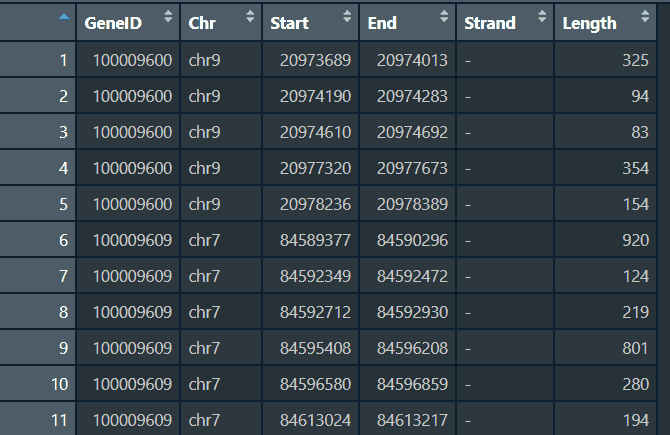 GeneID Chr Start End Strand Length
1 100009600 chr9 20973689 20974013 - 325
2 100009600 chr9 20974190 20974283 - 94
3 100009600 chr9 20974610 20974692 - 83
4 100009600 chr9 20977320 20977673 - 354
5 100009600 chr9 20978236 20978389 - 154
6 100009609 chr7 84589377 84590296 - 920
7 100009609 chr7 84592349 84592472 - 124
8 100009609 chr7 84592712 84592930 - 219
9 100009609 chr7 84595408 84596208 - 801
10 100009609 chr7 84596580 84596859 - 280
11 100009609 chr7 84613024 84613217 - 194